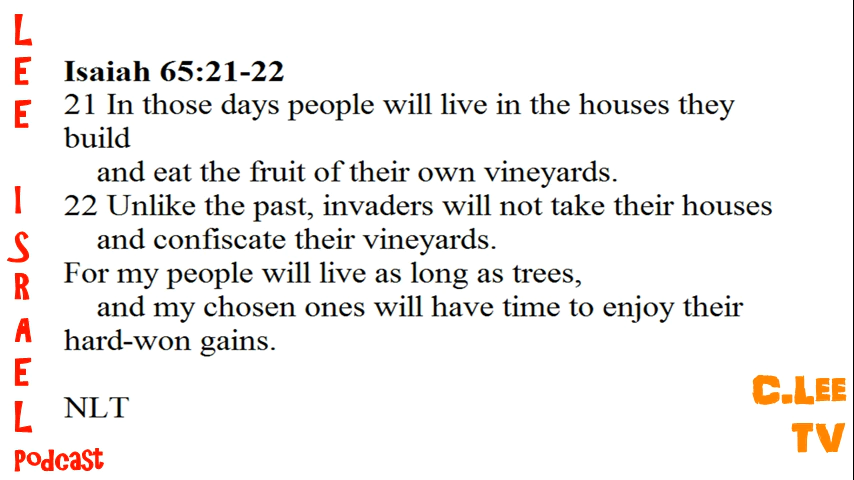 LEE ISRAEL
Podcast
Isaiah 65:21-22
21 In those days people will live in the houses they
build
and eat the fruit of their own vineyards.
22 Unlike the past, invaders will not take their houses
and confiscate their vineyards.
For my people will live as long as trees,
and my chosen ones will have time to enjoy their
hard-won gains.
NLT
C.LEE
TV